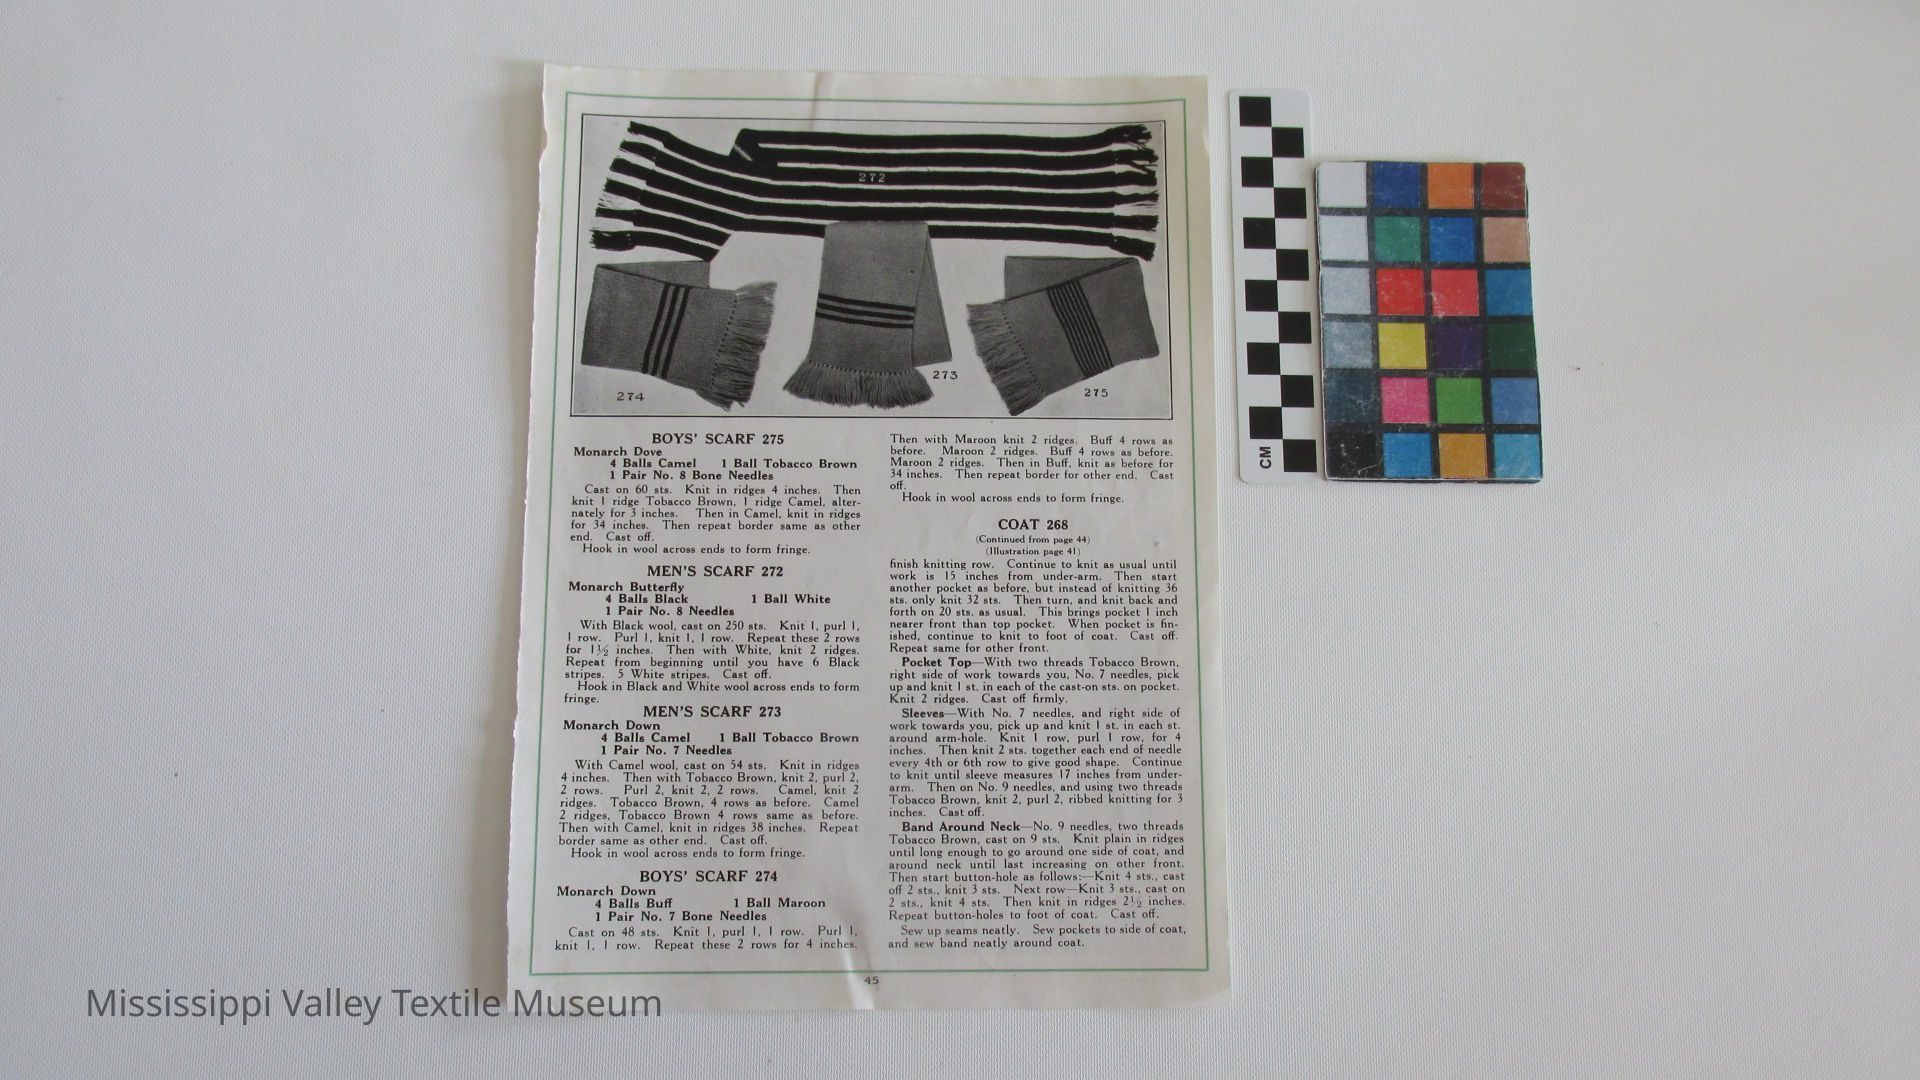 272
274
273
275
BOYS' SCARF 275
Monarch Dove
4 Balls Camel 1 Ball Tobacco Brown
1 Pair No. 8 Bone Needles
Cast on 60 sts. Knit in ridges 4 inches. Then
knit 1 ridge Tobacco Brown, 1 ridge Camel, alter-
nately for 3 inches. Then in Camel, knit in ridges
for 34 inches. Then repeat border same as other
end. Cast off.
Hook in wool across ends to form fringe.
MEN'S SCARF 272
Monarch Butterfly
4 Balls Black 1 Ball White
1 Pair No. 8 Needles
With Black wool, cast on 250 sts. Knit 1, purl 1,
1 row. Purl 1, knit 1, 1 row. Repeat these 2 rows
for 1½ inches. Then with White, knit 2 ridges.
Repeat from beginning until you have 6 Black
stripes, 5 White stripes. Cast off.
Hook in Black and White wool across ends to form
fringe.
MEN'S SCARF 273
Monarch Down
4 Balls Camel 1 Ball Tobacco Brown
1 Pair No. 7 Needles
With Camel wool, cast on 54 sts. Knit in ridges
4 inches. Then with Tobacco Brown, knit 2, purl 2,
2 rows. Purl 2, knit 2, 2 rows. Camel, knit 2
ridges. Tobacco Brown, 4 rows as before. Camel
2 ridges, Tobacco Brown 4 rows same as before.
Then with Camel, knit in ridges 38 inches. Repeat
border same as other end. Cast off.
Hook in wool across ends to form fringe.
BOYS' SCARF 274
Monarch Down
4 Balls Buff 1 Ball Maroon
1 Pair No. 7 Bone Needles
Cast on 48 sts. Knit 1, purl 1, 1 row. Purl 1,
knit 1, 1 row. Repeat these 2 rows for 4 inches.
Then with Maroon knit 2 ridges. Buff 4 rows as
before. Maroon 2 ridges. Buff 4 rows as before.
Maroon 2 ridges. Then in Buff, knit as before for
34 inches. Then repeat border for other end. Cast
off.
Hook in wool across ends to form fringe.
COAT 268
(Continued from page 44)
(Illustration page 41)
finish knitting row. Continue to knit as usual until
work is 15 inches from under-arm. Then start
another pocket as before, but instead of knitting 36
sts. only knit 32 sts. Then turn, and knit back and
forth on 20 sts. as usual. This brings pocket 1 inch
nearer front than top pocket. When pocket is fin-
ished, continue to knit to foot of coat. Cast off.
Repeat same for other front.
Pocket Top—With two threads Tobacco Brown,
right side of work towards you, No. 7 needles, pick
up and knit 1 st. in each of the cast-on sts. on pocket.
Knit 2 ridges. Cast off firmly.
Sleeves—With No. 7 needles, and right side of
work towards you, pick up and knit 1 st. in each st.
around arm-hole. Knit 1 row, purl 1 row, for 4
inches. Then knit 2 sts. together each end of needle
every 4th or 6th row to give good shape. Continue
to knit until sleeve measures 17 inches from under-
arm. Then on No. 9 needles, and using two threads
Tobacco Brown, knit 2, purl 2, ribbed knitting for 3
inches. Cast off.
Band Around Neck—No. 9 needles, two threads
Tobacco Brown, cast on 9 sts. Knit plain in ridges
until long enough to go around one side of coat, and
around neck until last increasing on other front.
Then start button-hole as follows:—Knit 4 sts., cast
off 2 sts., knit 3 sts. Next row—Knit 3 sts., cast on
2 sts., knit 4 sts. Then knit in ridges 2½ inches.
Repeat button-holes to foot of coat. Cast off.
Sew up seams neatly. Sew pockets to side of coat,
and sew band neatly around coat.
45
CM
Mississippi Valley Textile Museum